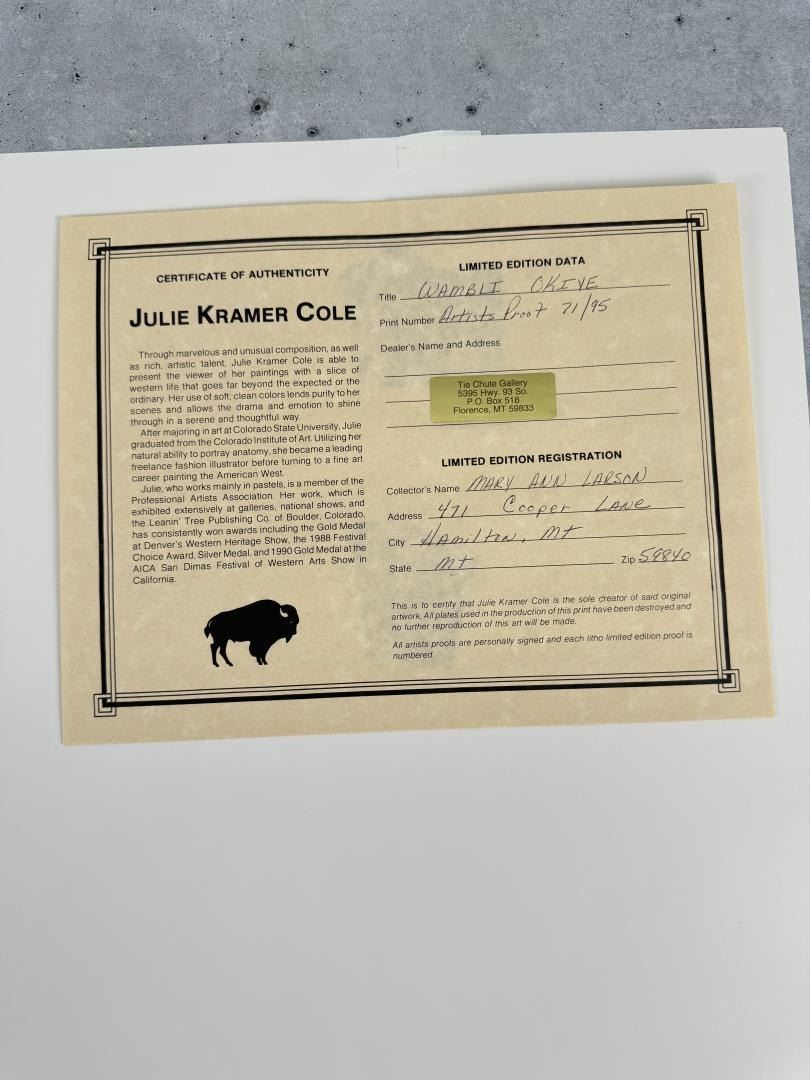 CERTIFICATE OF AUTHENTICITY
JULIE KRAMER COLE
Through marvelous and unusual composition, as well
as rich, artistic talent, Julie Kramer Cole is able to
present the viewer of her paintings with a slice of
western life that goes far beyond the expected or the
ordinary. Her use of soft, clean colors lends purity to her
scenes and allows the drama and emotion to shine
through in a serene and thoughtful way.
After majoring in art at Colorado State University, Julie
graduated from the Colorado Institute of Art. Utilizing her
natural ability to portray anatomy, she became a leading
freelance fashion illustrator before turning to a fine art
career painting the American West.
Julie, who works mainly in pastels, is a member of the
Professional Artists Association. Her work, which is
exhibited extensively at galleries, national shows, and
the Leanin' Tree Publishing Co. of Boulder, Colorado,
has consistently won awards including the Gold Medal
at Denver's Western Heritage Show, the 1988 Festival
Choice Award, Silver Medal, and 1990 Gold Medal at the
AICA San Dimas Festival of Western Arts Show in
California.
LIMITED EDITION DATA
Title WAMBLI OKIYE
Print Number Artists Proof 71/95
Dealer's Name and Address
Tie Chute Gallery
5395 Hwy. 93 So.
P.O. Box 518
Florence, MT 59833
LIMITED EDITION REGISTRATION
Collector's Name MARY ANN LARSON
Address 471 Cooper LANe
City Hamilton, MT
State MT Zip 59840
This is to certify that Julie Kramer Cole is the sole creator of said original
artwork. All plates used in the production of this print have been destroyed and
no further reproduction of this art will be made.
All artists proofs are personally signed and each litho limited edition proof is
numbered.